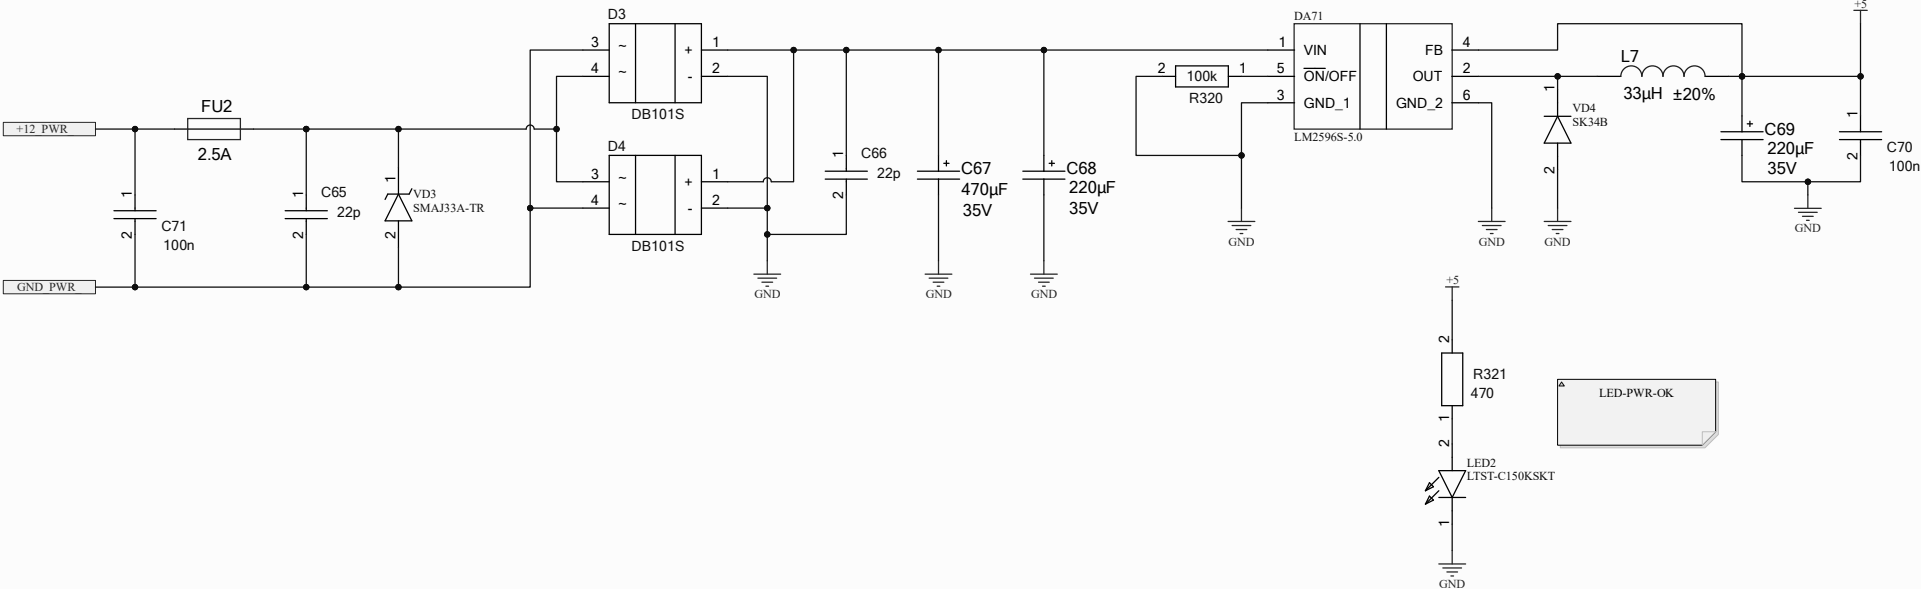 +12 PWR
GND PWR
1
2
C71
100n
FU2
2.5A
1
2
C65
22p
1
2
VD3
SMAJ33A-TR
D3
3
4
~
~
+
-
1
2
DB101S
D4
3
4
~
~
+
-
1
2
DB101S
GND
1
2
C66
22p
+
C67
470µF
35V
GND
+
C68
220µF
35V
GND
2
100k
1
R320
GND
DA71
1
5
3
VIN
ON/OFF
GND_1
FB
OUT
GND_2
4
2
6
LM2596S-5.0
GND
1
2
VD4
SK34B
GND
L7
33µH ±20%
+
C69
220µF
35V
GND
+5
1
2
C70
100n
+5
2
R321
470
1
2
LED2
LTST-C150KSKT
1
GND
LED-PWR-OK